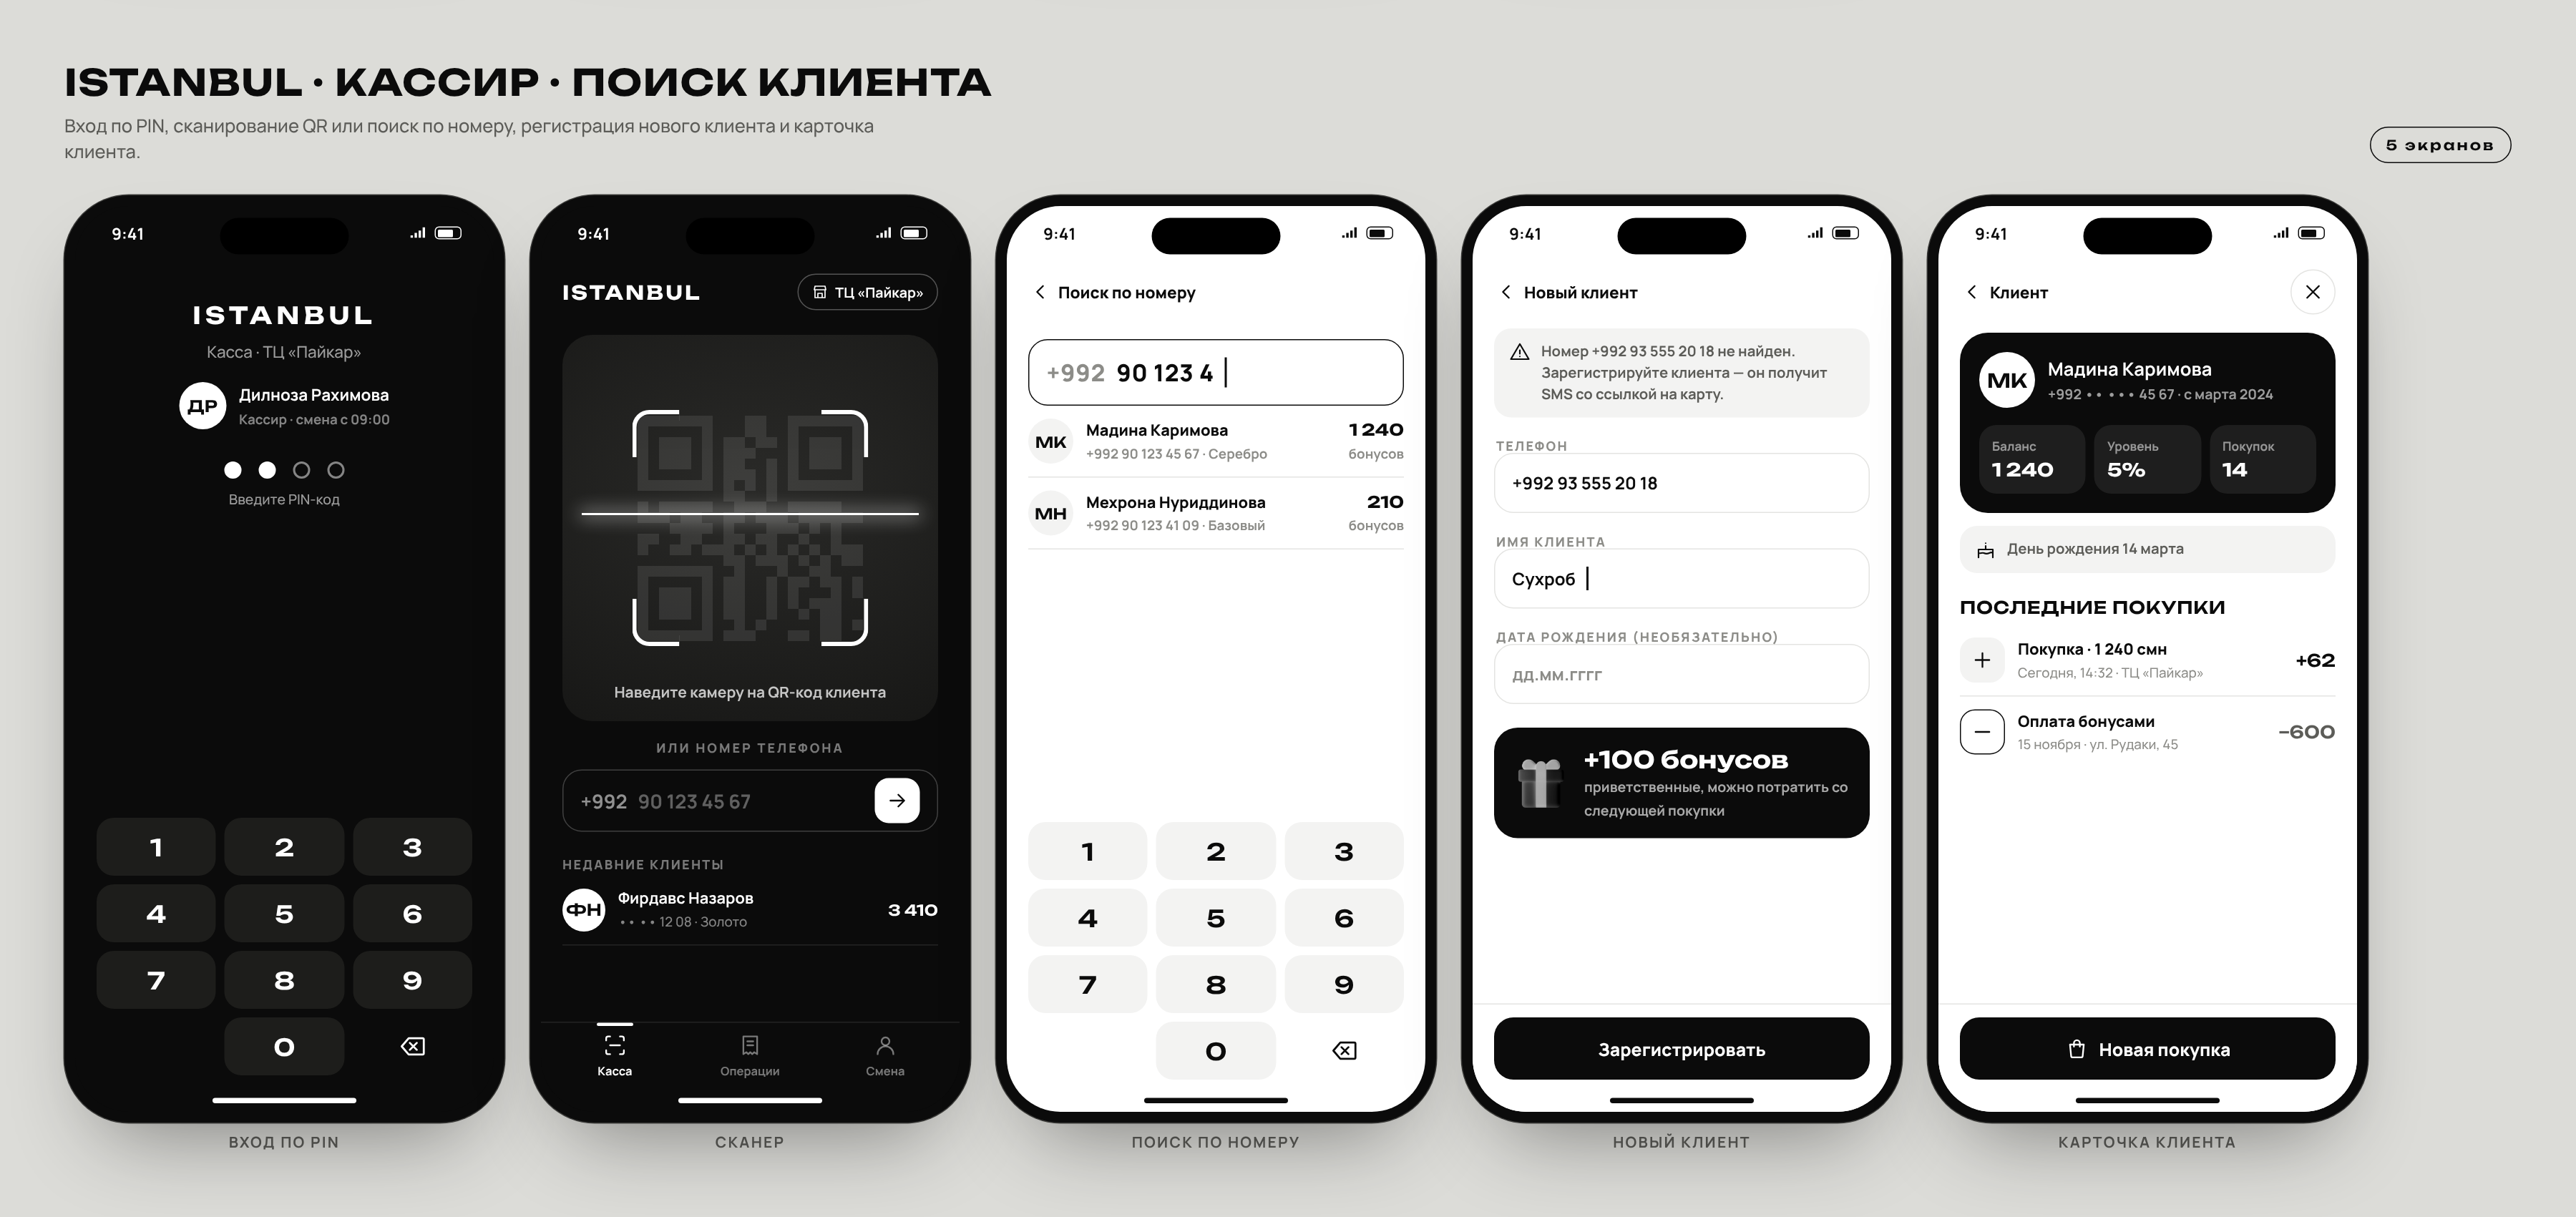 ISTANBUL · КАССИР · ПОИСК КЛИЕНТА
Вход по PIN, сканирование QR или поиск по номеру, регистрация нового клиента и карточка
клиента.
5 экранов
9:41
ISTANBUL
Касса · ТЦ «Пайкар»
ДР
Дилноза Рахимова
Кассир · смена с 09:00
Введите PIN-код
1 2 3
4 5 6
7 8 9
0
ВХОД ПО PIN
9:41
ISTANBUL
ТЦ «Пайкар»
Наведите камеру на QR-код клиента
ИЛИ НОМЕР ТЕЛЕФОНА
+992 90 123 45 67
НЕДАВНИЕ КЛИЕНТЫ
ФН
Фирдавс Назаров
3 410
• • • • 12 08 · Золото
Касса
Операции
Смена
СКАНЕР
9:41
Поиск по номеру
+992 90 123 4
МК
Мадина Каримова
1 240
+992 90 123 45 67 · Серебро
бонусов
МН
Мехрона Нуриддинова
210
+992 90 123 41 09 · Базовый
бонусов
1 2 3
4 5 6
7 8 9
0
ПОИСК ПО НОМЕРУ
9:41
Новый клиент
Номер +992 93 555 20 18 не найден.
Зарегистрируйте клиента — он получит
SMS со ссылкой на карту.
ТЕЛЕФОН
+992 93 555 20 18
ИМЯ КЛИЕНТА
Сухроб
ДАТА РОЖДЕНИЯ (НЕОБЯЗАТЕЛЬНО)
ДД.ММ.ГГГГ
+100 бонусов
приветственные, можно потратить со
следующей покупки
Зарегистрировать
НОВЫЙ КЛИЕНТ
9:41
Клиент
МК
Мадина Каримова
+992 • • • • • 45 67 · с марта 2024
Баланс
1 240
Уровень
5%
Покупок
14
День рождения 14 марта
ПОСЛЕДНИЕ ПОКУПКИ
Покупка · 1 240 смн
+62
Сегодня, 14:32 · ТЦ «Пайкар»
Оплата бонусами
−600
15 ноября · ул. Рудаки, 45
Новая покупка
КАРТОЧКА КЛИЕНТА